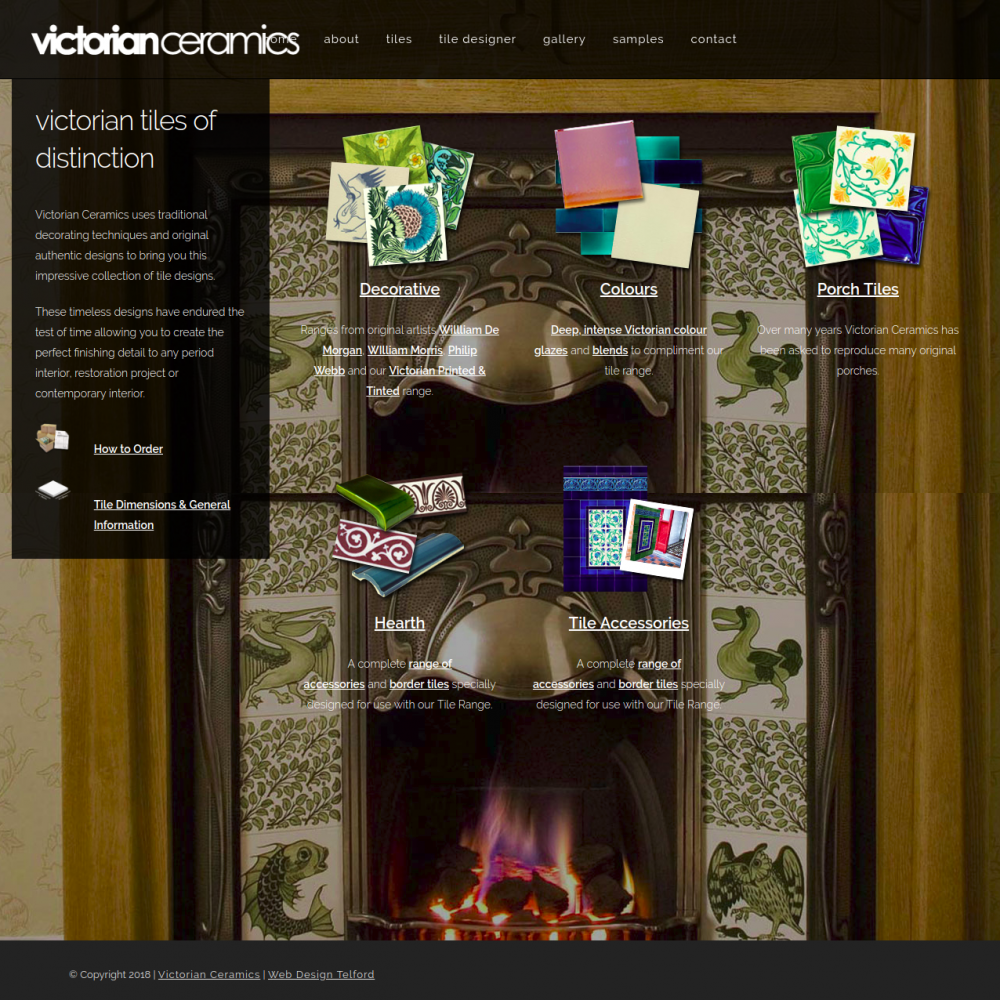 victorian ceramics
home about tiles tile designer gallery samples contact
victorian tiles of
distinction
Victorian Ceramics uses traditional
decorating techniques and original
authentic designs to bring you this
impressive collection of tile designs.
These timeless designs have endured the
test of time allowing you to create the
perfect finishing detail to any period
interior, restoration project or
contemporary interior.
How to Order
Tile Dimensions & General
Information
Decorative
Ranges from original artists Willliam De
Morgan, WIlliam Morris, Philip
Webb and our Victorian Printed &
Tinted range.
Colours
Deep, intense Victorian colour
glazes and blends to compliment our
tile range.
Porch Tiles
Over many years Victorian Ceramics has
been asked to reproduce many original
porches.
Hearth
A complete range of
accessories and border tiles specially
designed for use with our Tile Range.
Tile Accessories
A complete range of
accessories and border tiles specially
designed for use with our Tile Range.
© Copyright 2018 | Victorian Ceramics | Web Design Telford